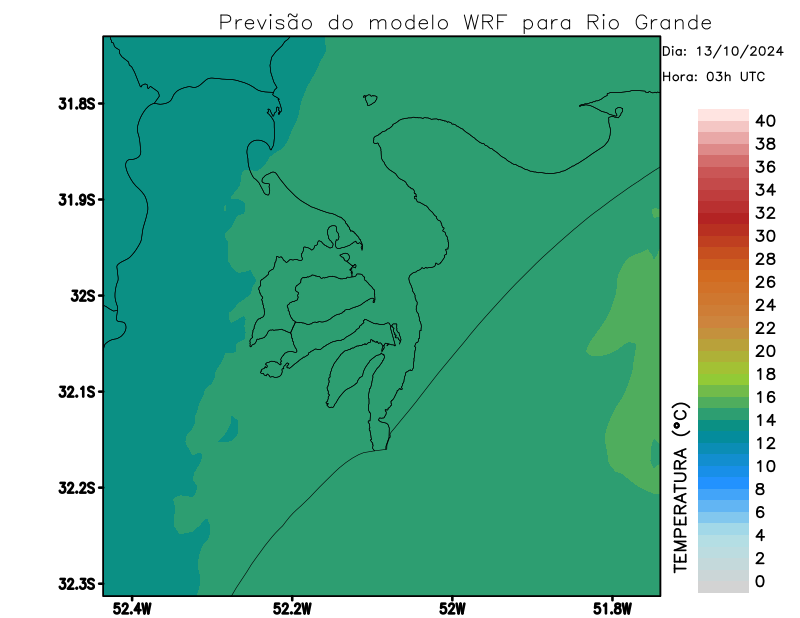 Previsão do modelo WRF para Rio Grande
Dia: 13/10/2024
Hora: 03h UTC
31.8S
31.9S
32S
32.1S
32.2S
32.3S
52.4W
52.2W
52W
51.8W
TEMPERATURA (°C)
40
38
36
34
32
30
28
26
24
22
20
18
16
14
12
10
8
6
4
2
0